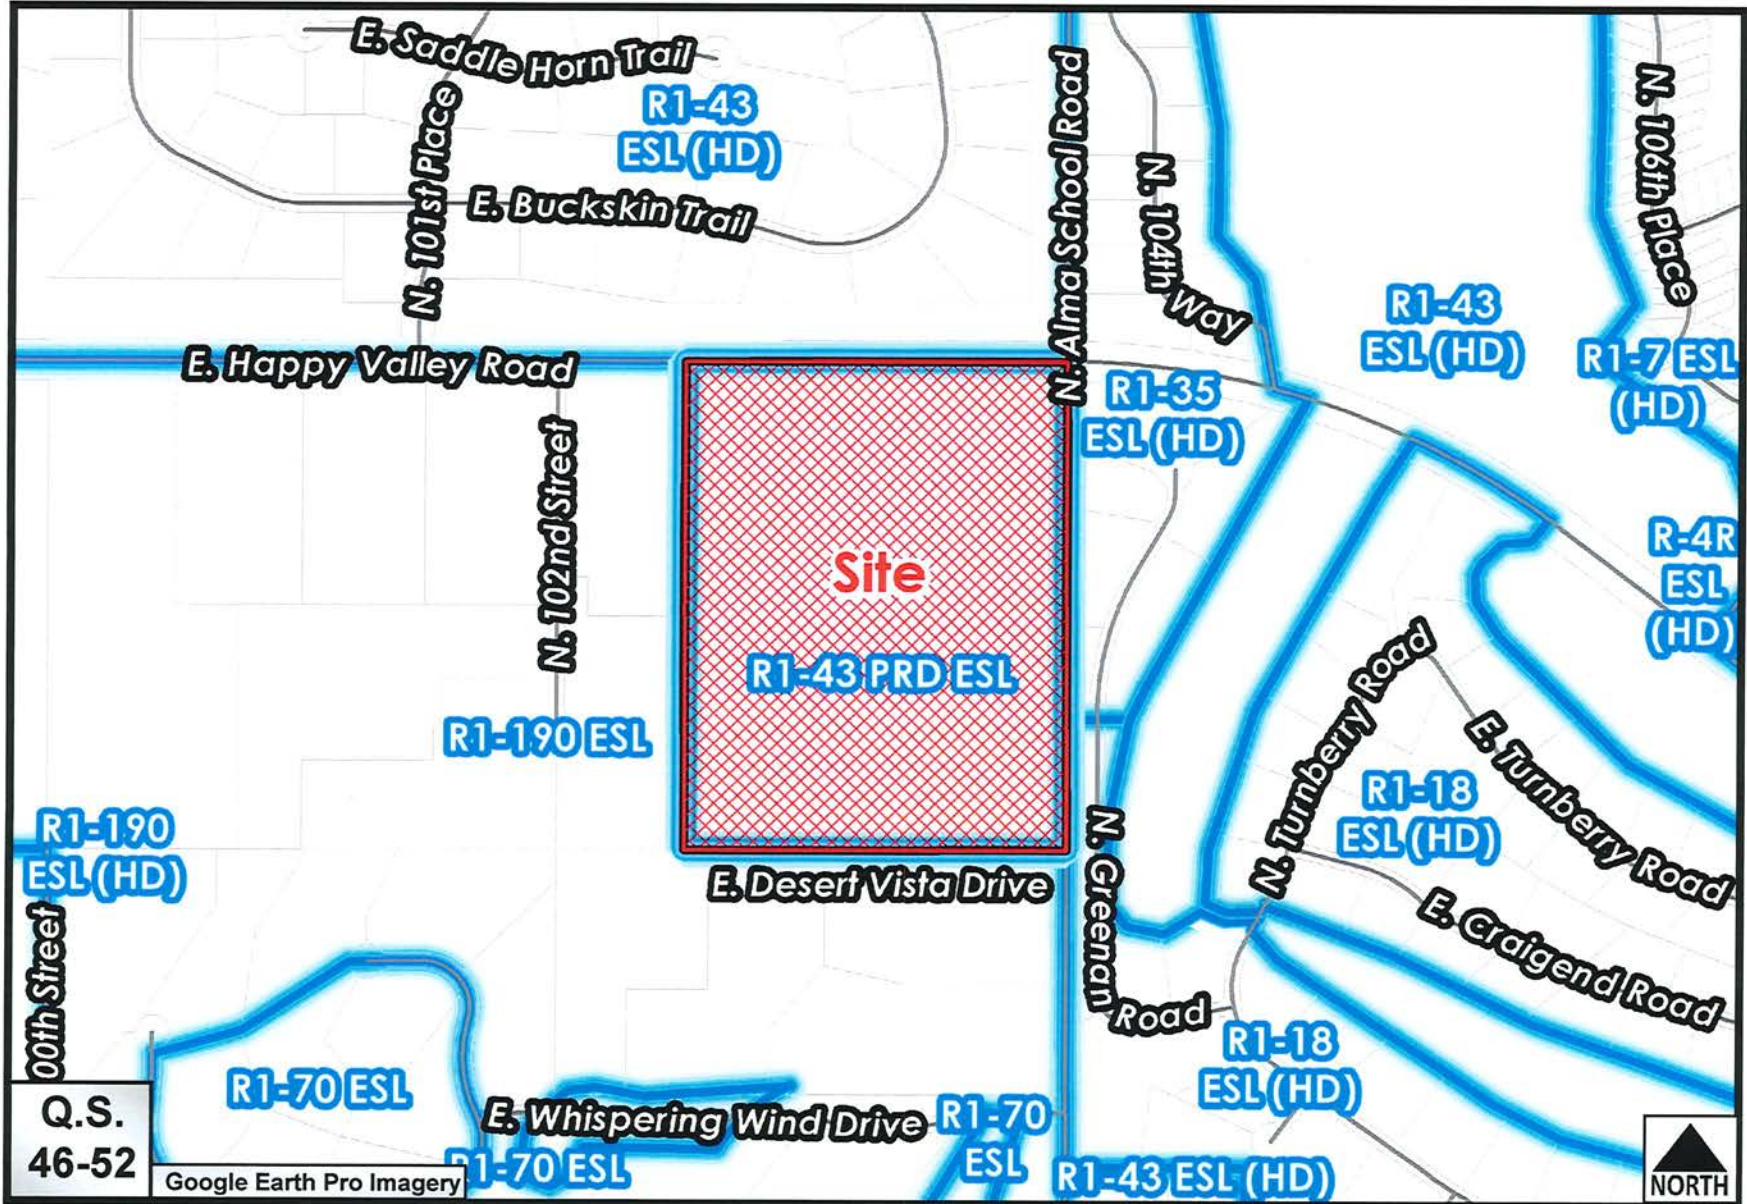 E. Saddle Horn Trail
R1-43
ESL (HD)
N. 101st Place
E. Buckskin Trail
N. Alma School Road
N. 104th Way
N. 106th Place
R1-43
ESL (HD)
R1-7 ESL
(HD)
E. Happy Valley Road
R1-35
ESL (HD)
N. 102nd Street
Site
R1-43 PRD ESL
R-4R
ESL
(HD)
R1-190 ESL
N. Turnberry Road
E. Turnberry Road
R1-18
ESL (HD)
R1-190
ESL (HD)
E. Desert Vista Drive
N. Greenan Road
E. Craigend Road
00th Street
R1-70 ESL
E. Whispering Wind Drive
R1-70
ESL
R1-18
ESL (HD)
R1-70 ESL
R1-43 ESL (HD)
Q.S.
46-52
Google Earth Pro Imagery
NORTH